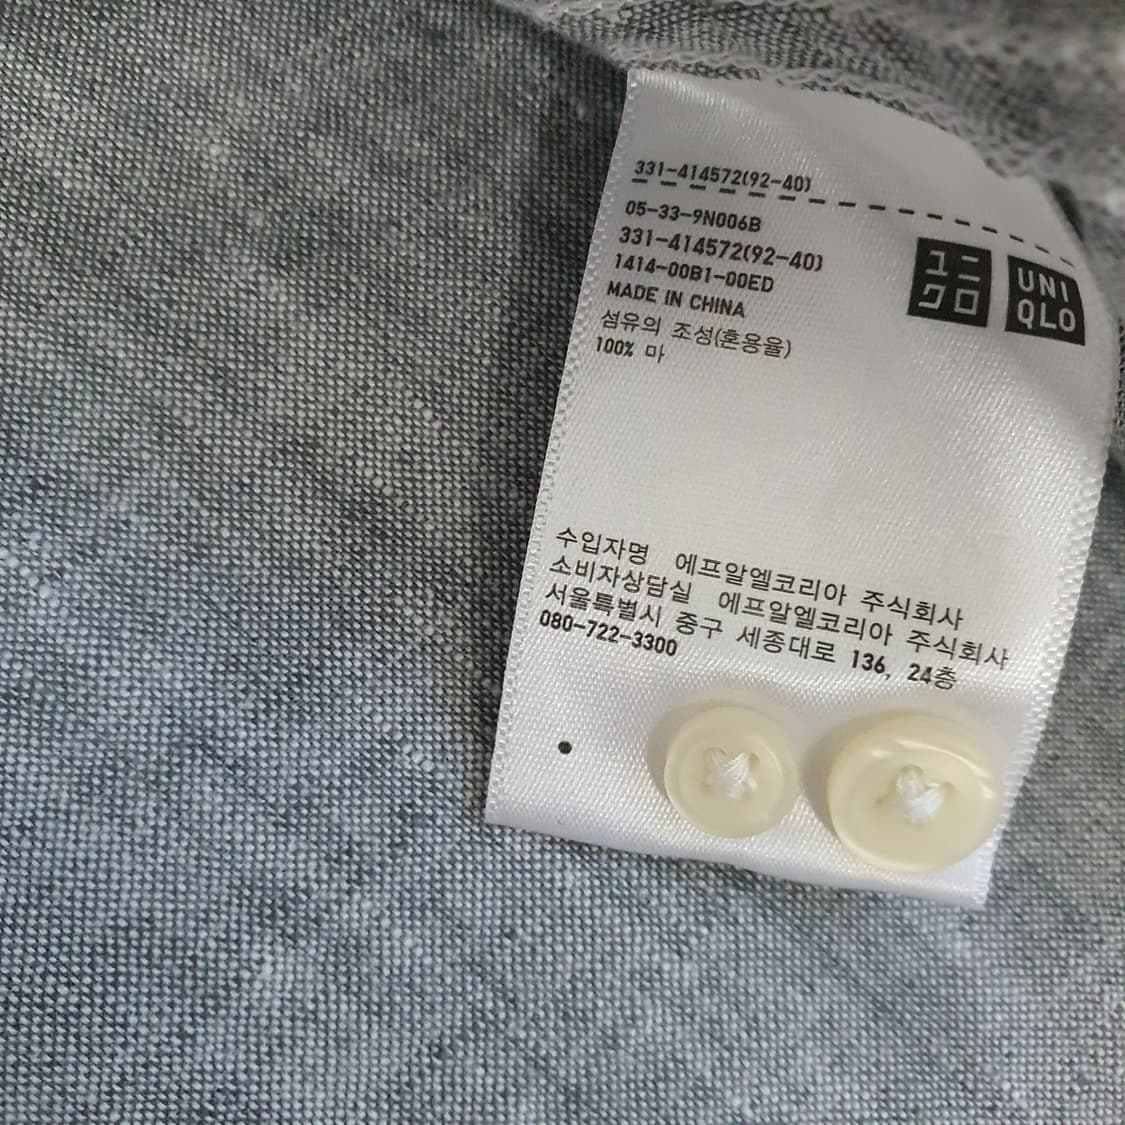 331-414572(92-40)
05-33-9N006B
331-414572(92-40)
1414-00B1-00ED
MADE IN CHINA
섬유의 조성(혼용율)
100% 마
ユニ
クロ
UNI
QLO
수입자명 에프알엘코리아 주식회사
소비자상담실 에프알엘코리아 주식회사
서울특별시 중구 세종대로 136, 24층
080-722-3300